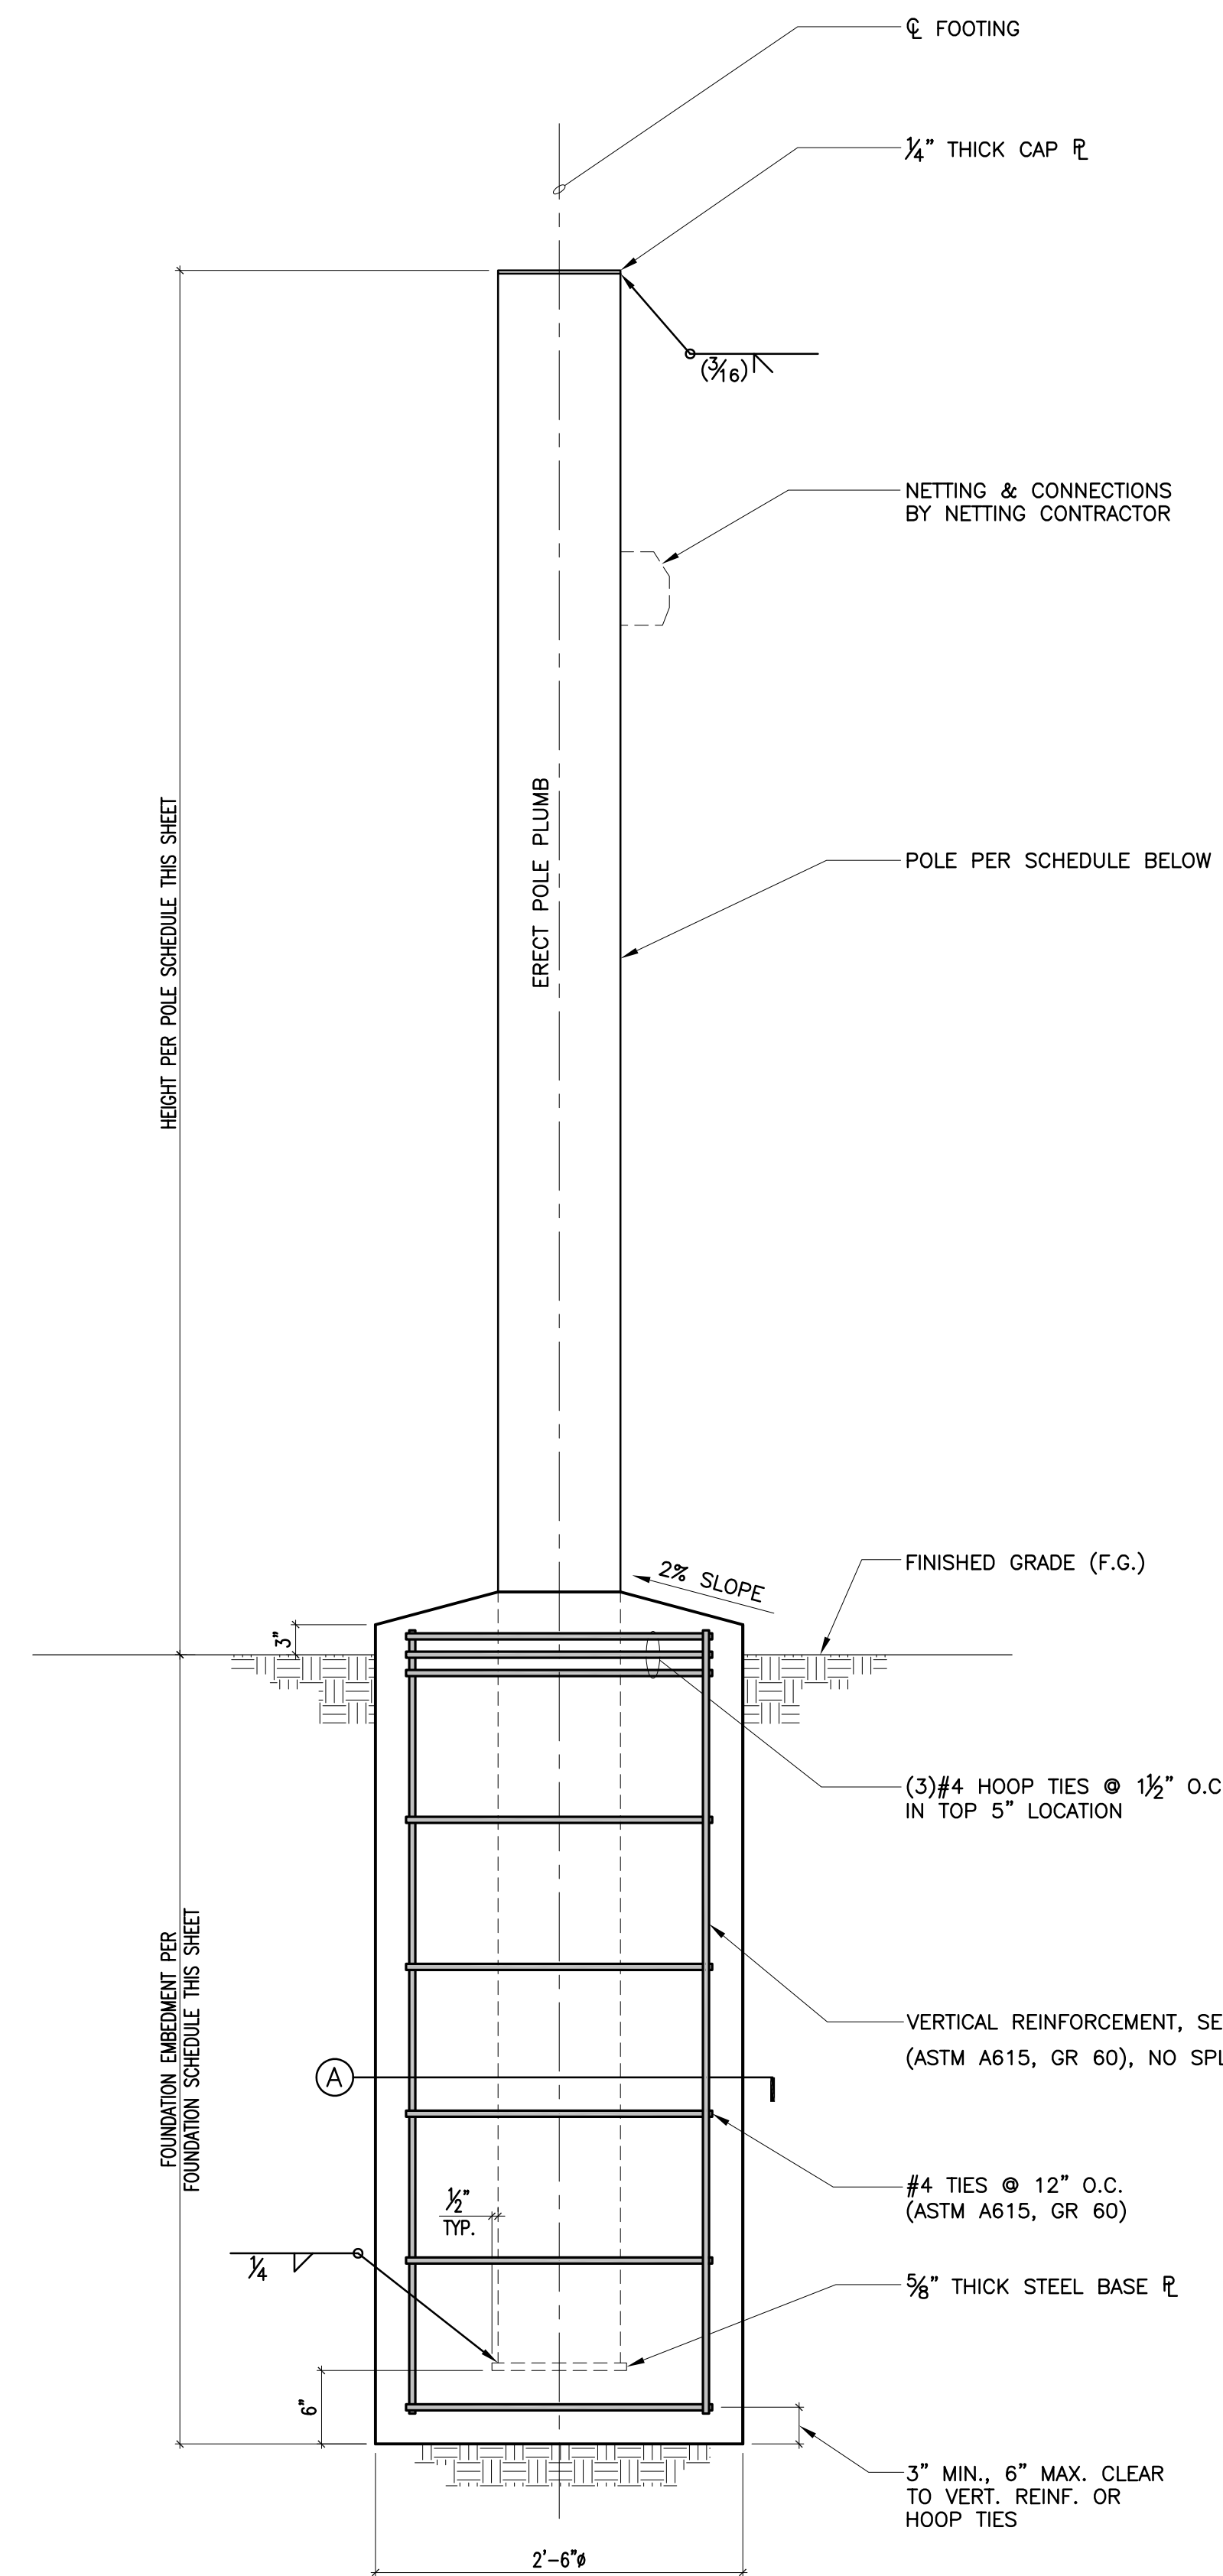 ℄ FOOTING
1/4" THICK CAP ℙL
(3/16)
NETTING & CONNECTIONS
BY NETTING CONTRACTOR
ERECT POLE PLUMB
POLE PER SCHEDULE BELOW
HEIGHT PER POLE SCHEDULE THIS SHEET
2% SLOPE
FINISHED GRADE (F.G.)
3"
(3)#4 HOOP TIES @ 1 1/2" O.C
IN TOP 5" LOCATION
FOUNDATION EMBEDMENT PER
FOUNDATION SCHEDULE THIS SHEET
VERTICAL REINFORCEMENT, SE
(ASTM A615, GR 60), NO SPL
A
#4 TIES @ 12" O.C.
(ASTM A615, GR 60)
1/2"
TYP.
1/4
5/8" THICK STEEL BASE ℙL
6"
3" MIN., 6" MAX. CLEAR
TO VERT. REINF. OR
HOOP TIES
2'-6"ø